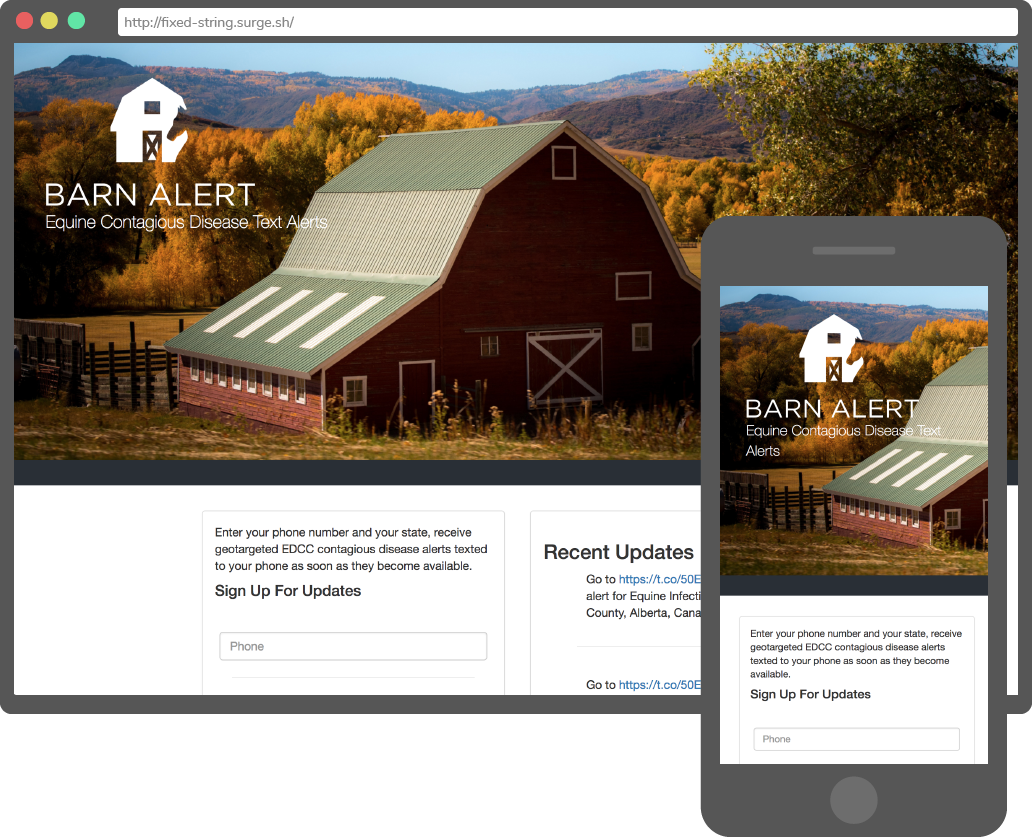 http://fixed-string.surge.sh/
BARN ALERT
Equine Contagious Disease Text Alerts
Enter your phone number and your state, receive
geotargeted EDCC contagious disease alerts texted
to your phone as soon as they become available.
Sign Up For Updates
Phone
Recent Updates
Go to https://t.co/50E
alert for Equine Infecti
County, Alberta, Cana
Go to https://t.co/50E
BARN ALERT
Equine Contagious Disease Text
Alerts
Enter your phone number and your state, receive
geotargeted EDCC contagious disease alerts
texted to your phone as soon as they become
available.
Sign Up For Updates
Phone